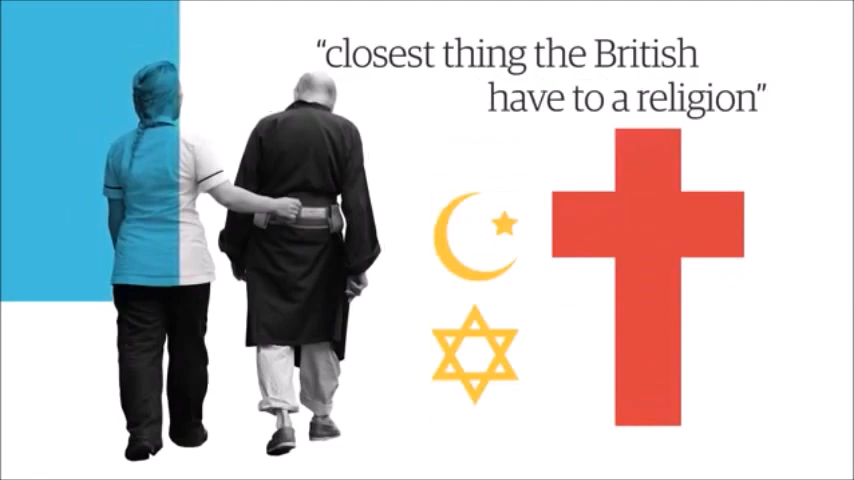 “closest thing the British
have to a religion”